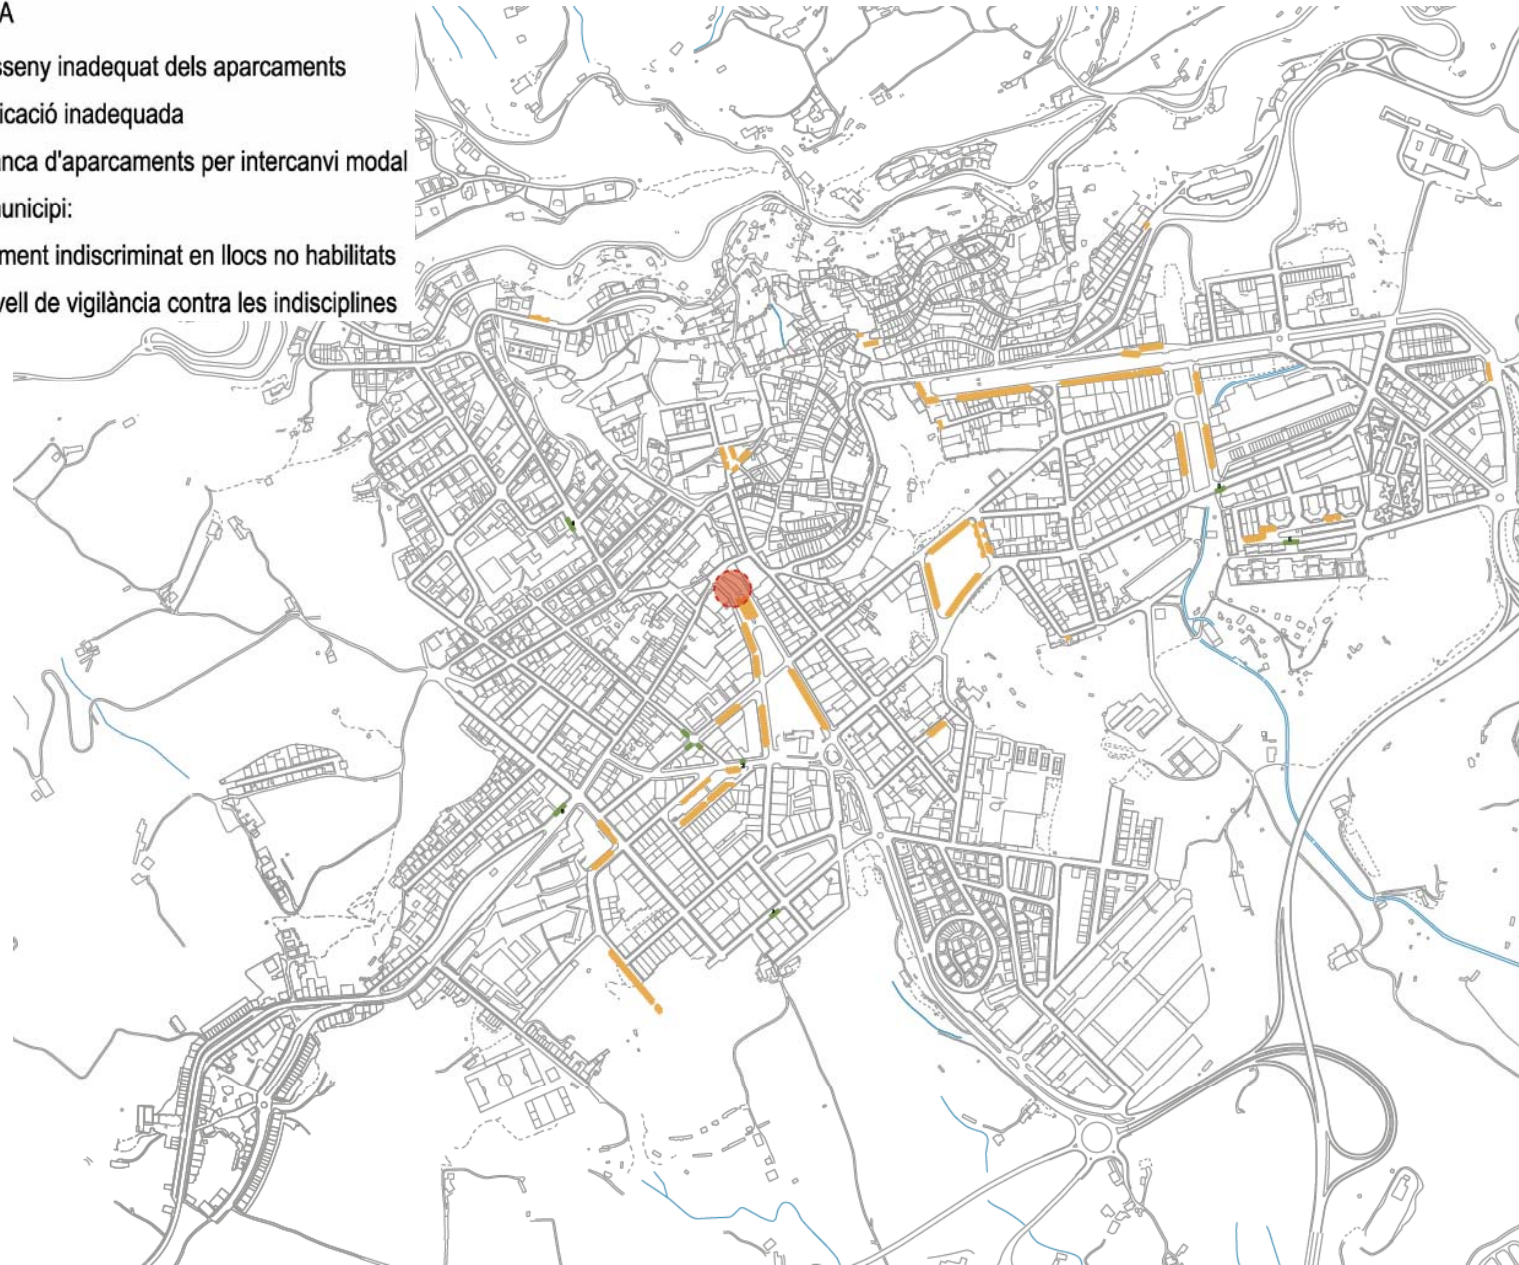 A
sseny inadequat dels aparcaments
icació inadequada
nca d'aparcaments per intercanvi modal
unicipi:
ment indiscriminat en llocs no habilitats
vell de vigilància contra les indisciplines